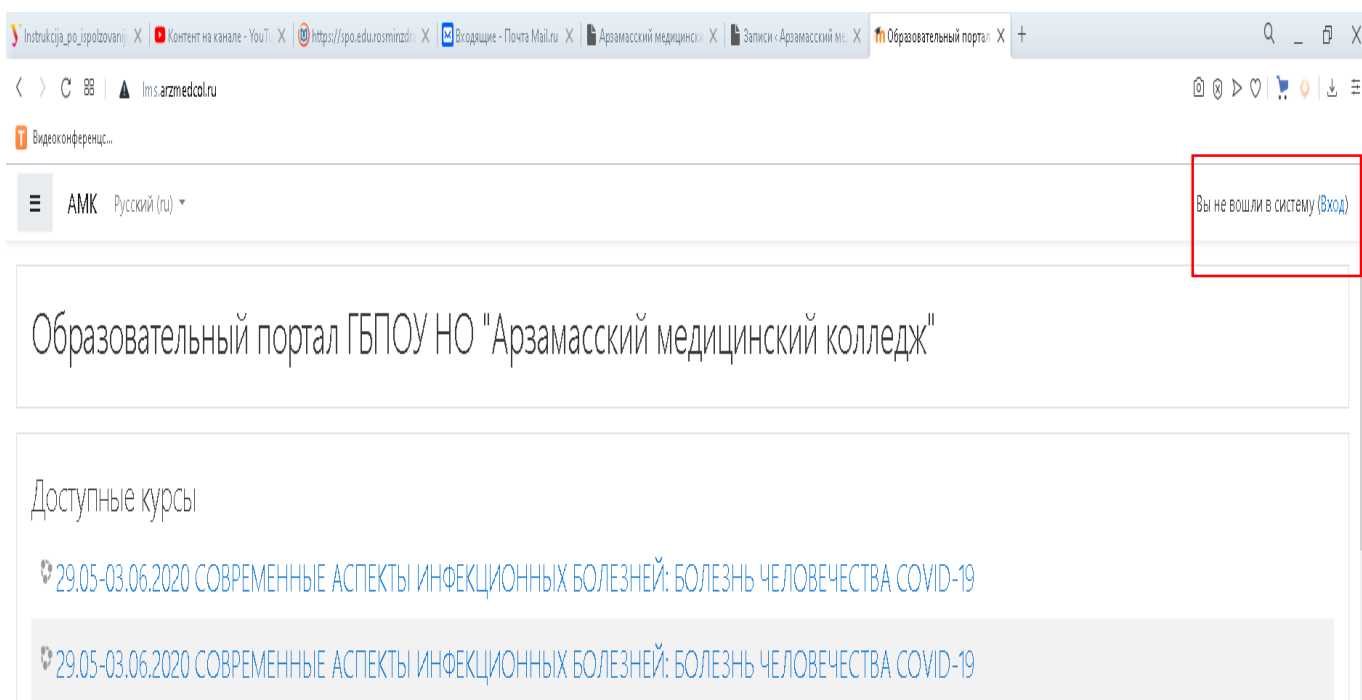 Instrukcija_po_ispolzovanij
Контент на канале - YouTu
https://spo.edu.rosminzdra
Входящие - Почта Mail.ru
Арзамасский медицински
Записи ‹ Арзамасский ме
Образовательный портал
lms.arzmedcol.ru
Видеоконференцс...
АМК Русский (ru)
Вы не вошли в систему (Вход)
Образовательный портал ГБПОУ НО "Арзамасский медицинский колледж"
Доступные курсы
29.05-03.06.2020 СОВРЕМЕННЫЕ АСПЕКТЫ ИНФЕКЦИОННЫХ БОЛЕЗНЕЙ: БОЛЕЗНЬ ЧЕЛОВЕЧЕСТВА COVID-19
29.05-03.06.2020 СОВРЕМЕННЫЕ АСПЕКТЫ ИНФЕКЦИОННЫХ БОЛЕЗНЕЙ: БОЛЕЗНЬ ЧЕЛОВЕЧЕСТВА COVID-19